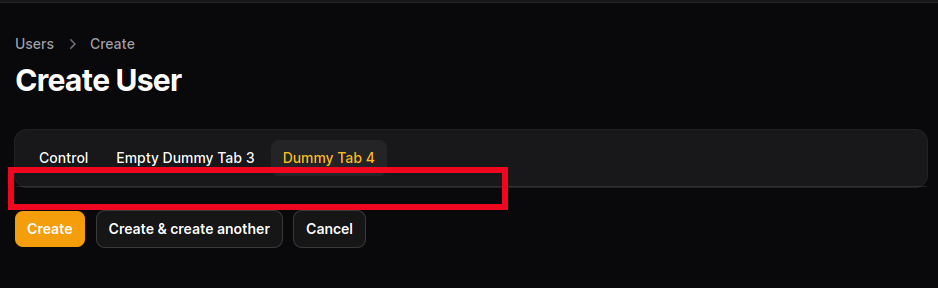 Users > Create
Create User
Control Empty Dummy Tab 3 Dummy Tab 4
Create Create & create another Cancel